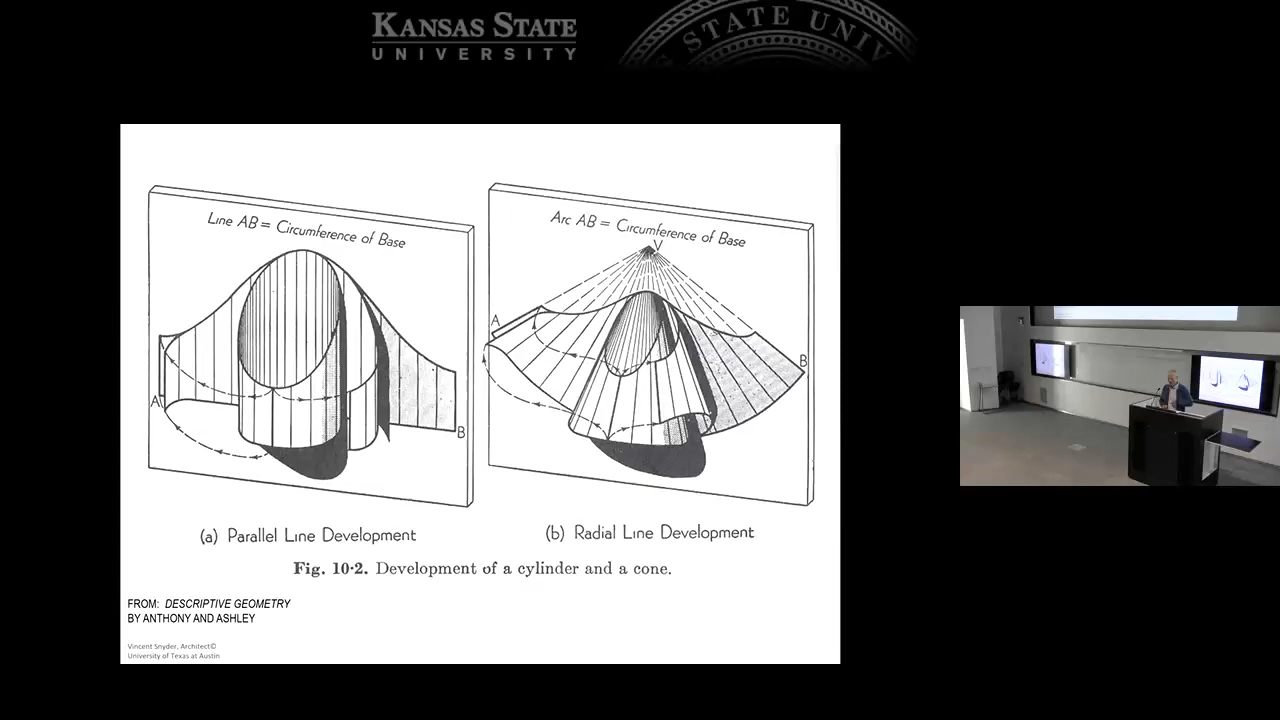 KANSAS STATE
UNIVERSITY
STATE UNIV
Line AB = Circumference of Base
Arc AB = Circumference of Base
V
A
B
A
B
(a) Parallel Line Development
(b) Radial Line Development
Fig. 10·2. Development of a cylinder and a cone.
FROM: DESCRIPTIVE GEOMETRY
BY ANTHONY AND ASHLEY
Vincent Snyder, Architect©
University of Texas at Austin